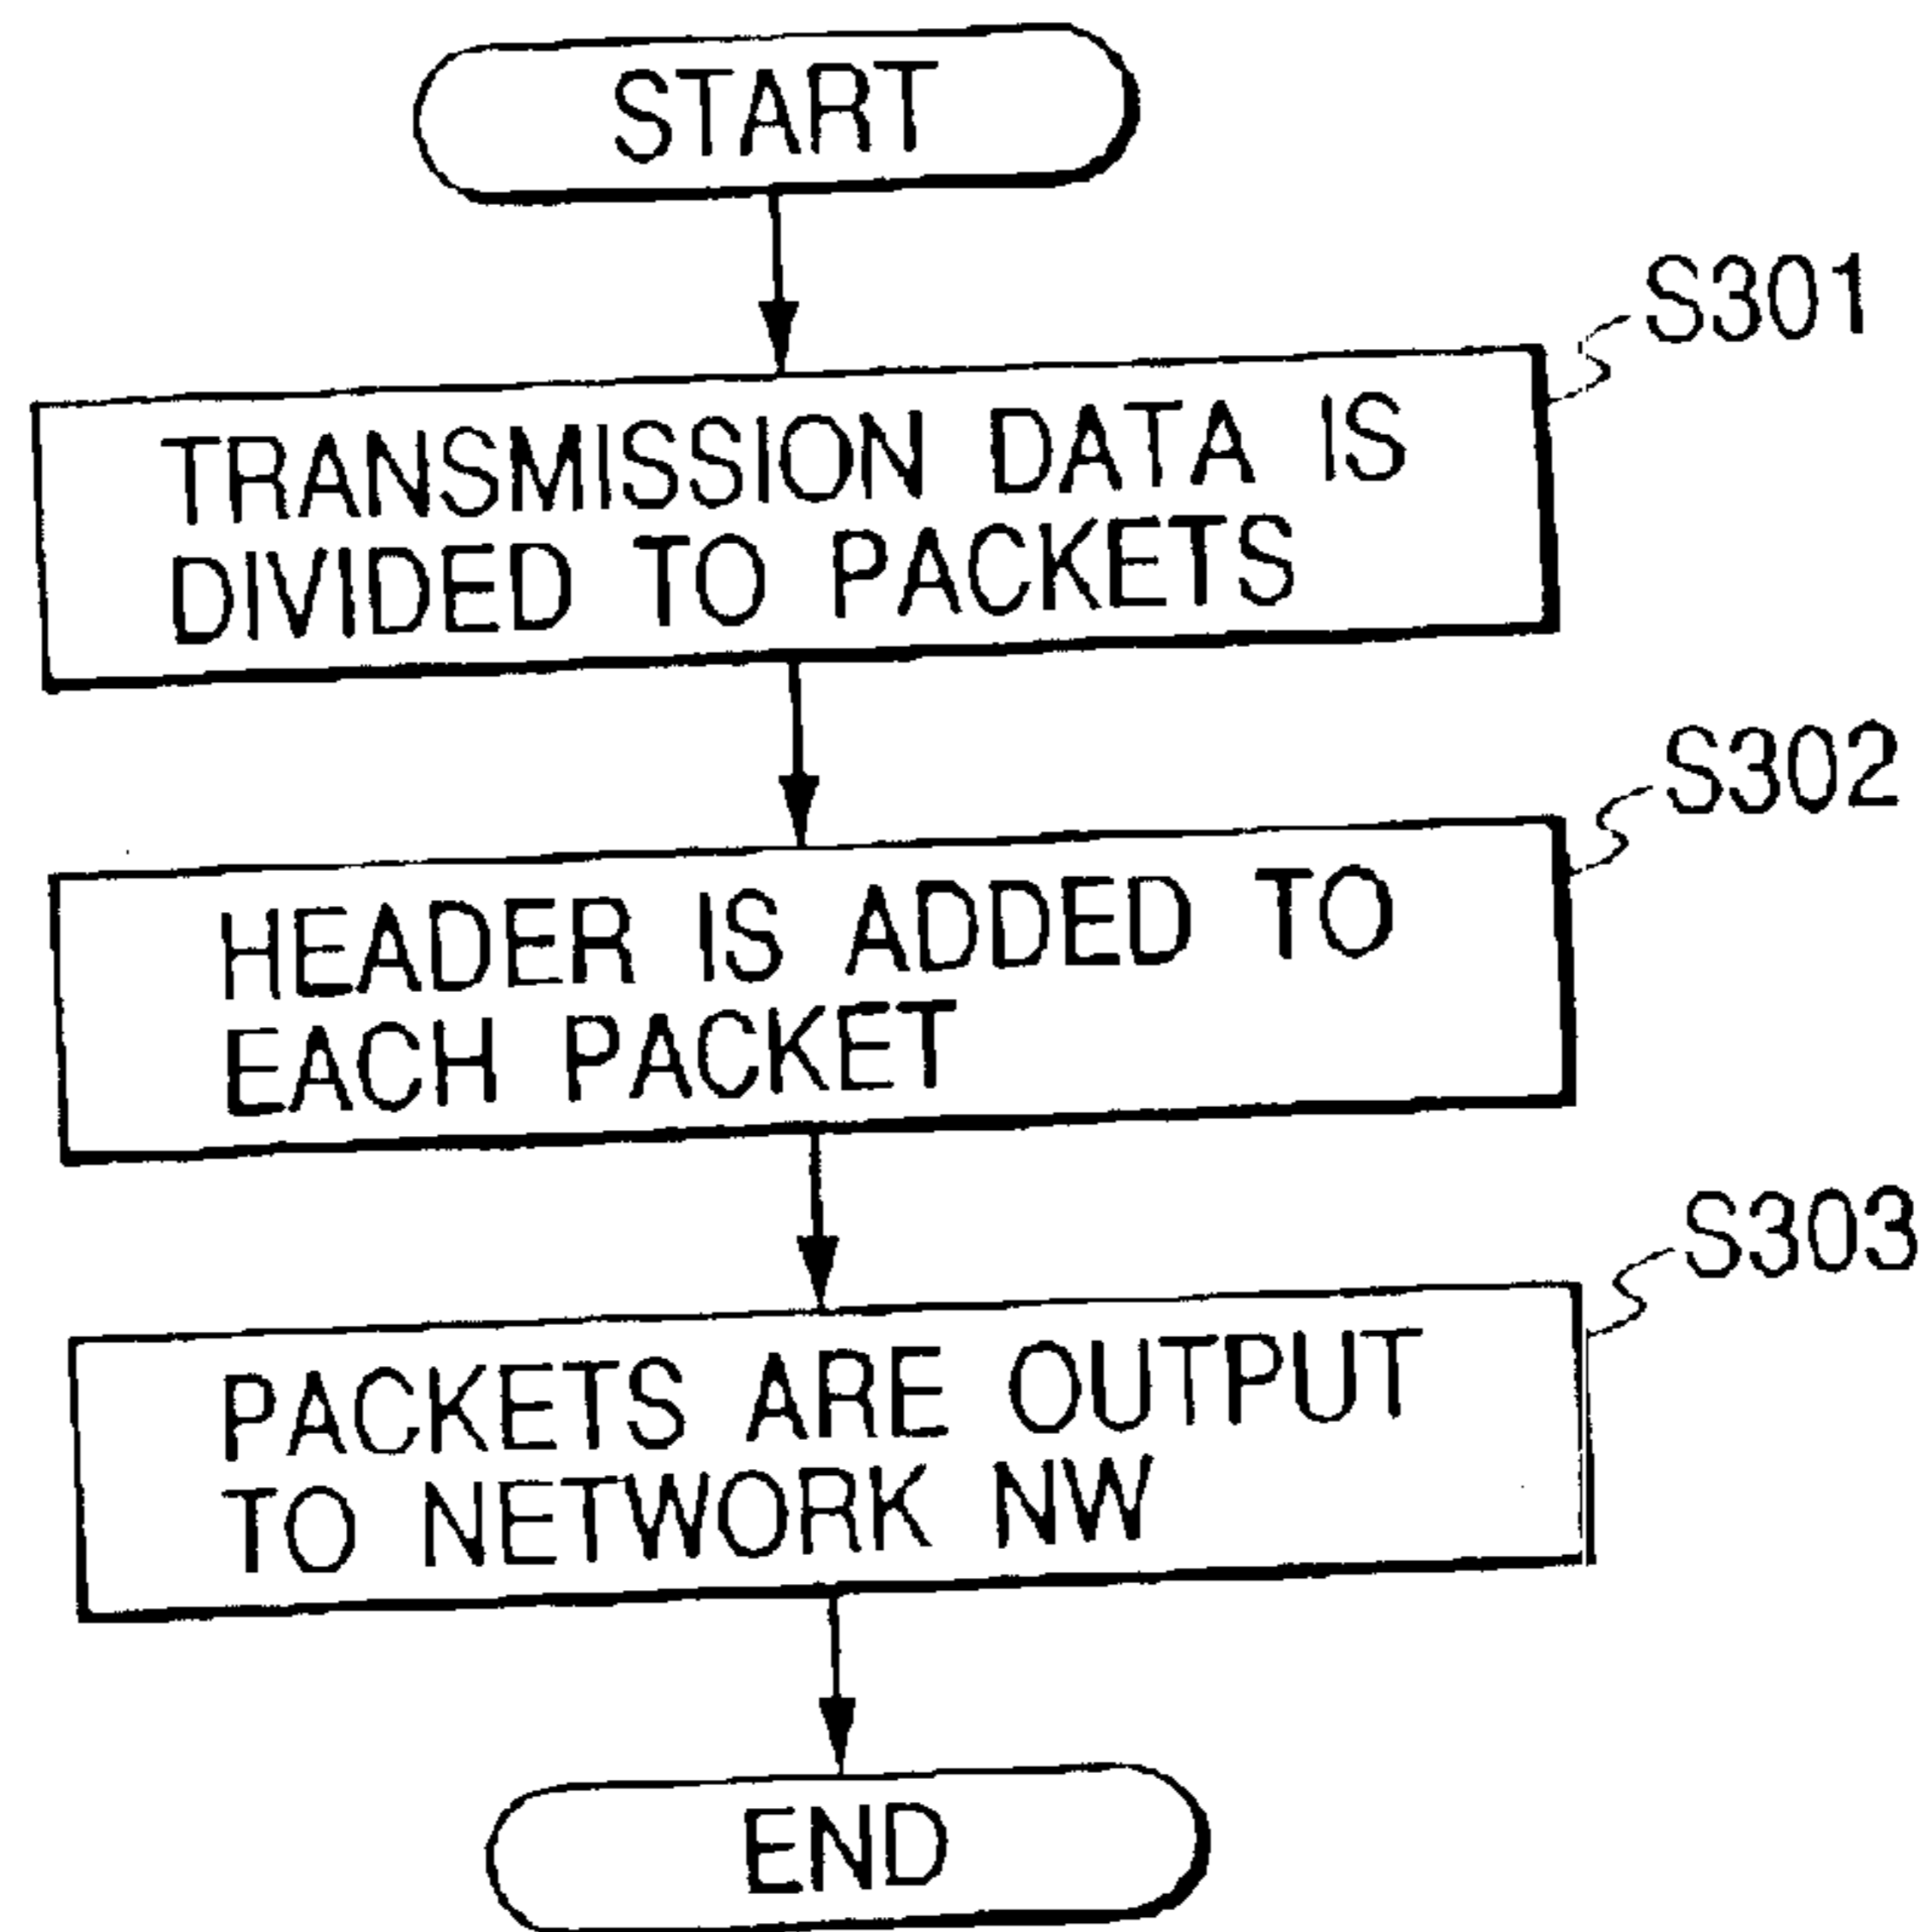 START
S301
TRANSMISSION DATA IS
DIVIDED TO PACKETS
S302
HEADER IS ADDED TO
EACH PACKET
S303
PACKETS ARE OUTPUT
TO NETWORK NW
END